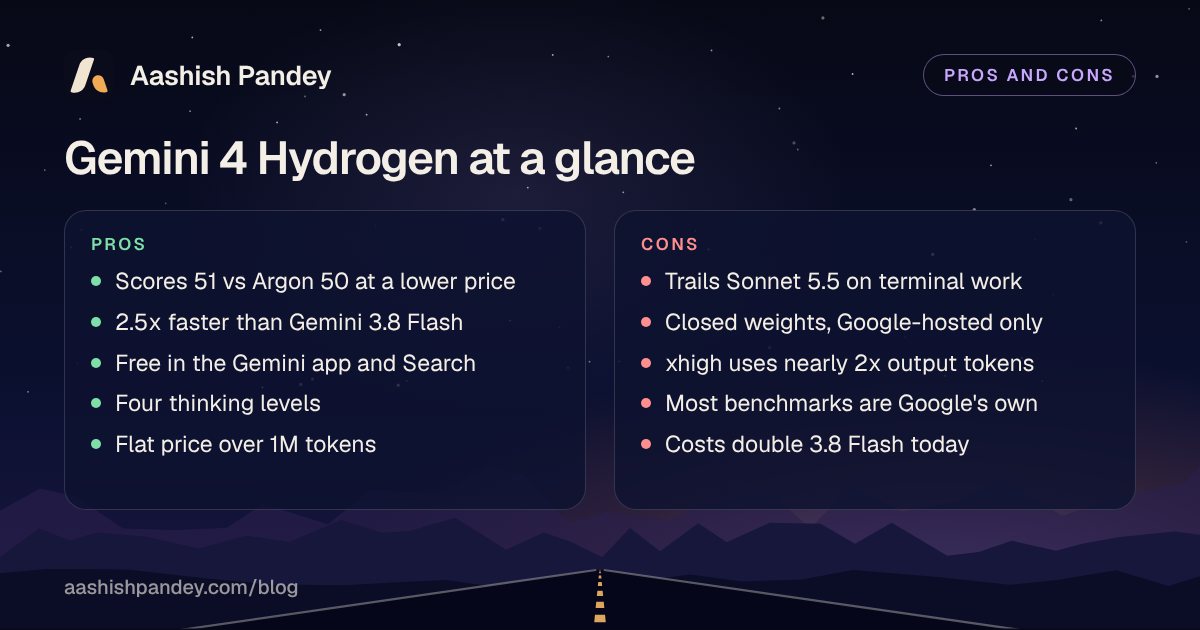 Aashish Pandey
PROS AND CONS
Gemini 4 Hydrogen at a glance
PROS
Scores 51 vs Argon 50 at a lower price
2.5x faster than Gemini 3.8 Flash
Free in the Gemini app and Search
Four thinking levels
Flat price over 1M tokens
CONS
Trails Sonnet 5.5 on terminal work
Closed weights, Google-hosted only
xhigh uses nearly 2x output tokens
Most benchmarks are Google's own
Costs double 3.8 Flash today
aashishpandey.com/blog